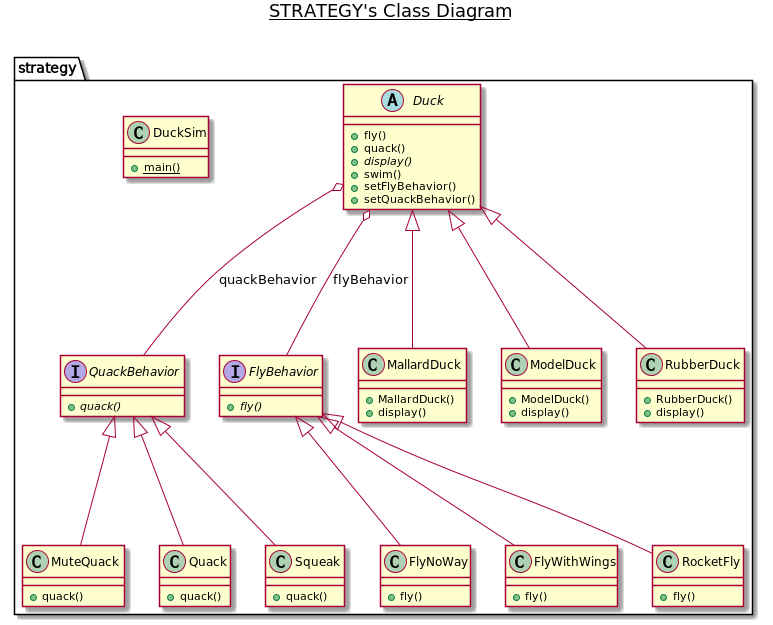 STRATEGY's Class Diagram
strategy
A Duck
fly()
quack()
display()
swim()
setFlyBehavior()
setQuackBehavior()
C DuckSim
main()
quackBehavior
flyBehavior
I QuackBehavior
quack()
I FlyBehavior
fly()
C MallardDuck
MallardDuck()
display()
C ModelDuck
ModelDuck()
display()
C RubberDuck
RubberDuck()
display()
C MuteQuack
quack()
C Quack
quack()
C Squeak
quack()
C FlyNoWay
fly()
C FlyWithWings
fly()
C RocketFly
fly()